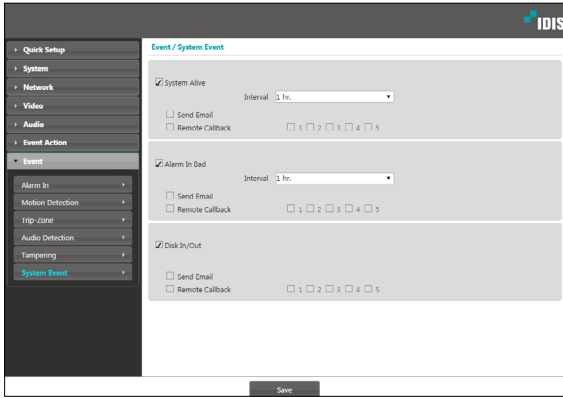 IDIS
Quick Setup
System
Network
Video
Audio
Event Action
Event
Alarm In
Motion Detection
Trip-Zone
Audio Detection
Tampering
System Event
Event / System Event
System Alive
Interval 1 hr.
Send Email
Remote Callback 1 2 3 4 5
Alarm In Bad
Interval 1 hr.
Send Email
Remote Callback 1 2 3 4 5
Disk In/Out
Send Email
Remote Callback 1 2 3 4 5
Save